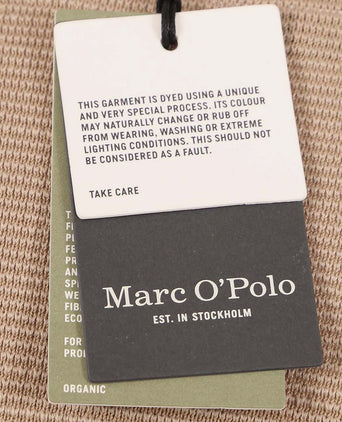 THIS GARMENT IS DYED USING A UNIQUE
AND VERY SPECIAL PROCESS. ITS COLOUR
MAY NATURALLY CHANGE OR RUB OFF
FROM WEARING, WASHING OR EXTREME
LIGHTING CONDITIONS. THIS SHOULD NOT
BE CONSIDERED AS A FAULT.
TAKE CARE
Marc O'Polo
EST. IN STOCKHOLM
FOR
ORGANIC